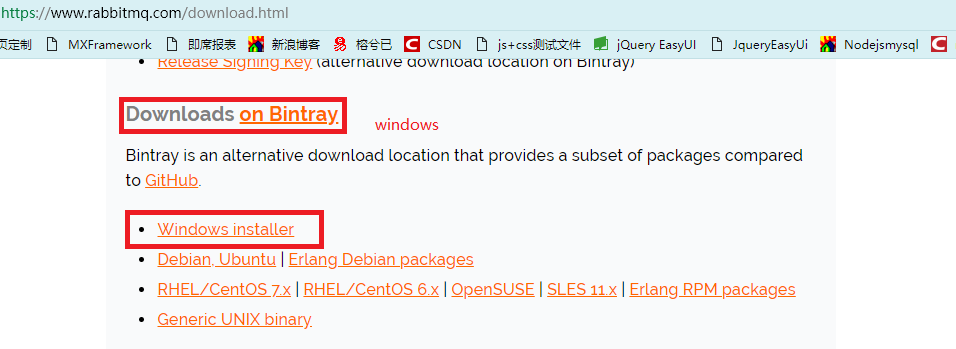 https://www.rabbitmq.com/download.html
页定制 MXFramework 即席报表 新浪博客 榕兮已 CSDN js+css测试文件 jQuery EasyUI JqueryEasyUi Nodejsmysql
Release Signing Key (alternative download location on Bintray)
Downloads on Bintray
windows
Bintray is an alternative download location that provides a subset of packages compared
to GitHub.
Windows installer
Debian, Ubuntu | Erlang Debian packages
RHEL/CentOS 7.x | RHEL/CentOS 6.x | OpenSUSE | SLES 11.x | Erlang RPM packages
Generic UNIX binary